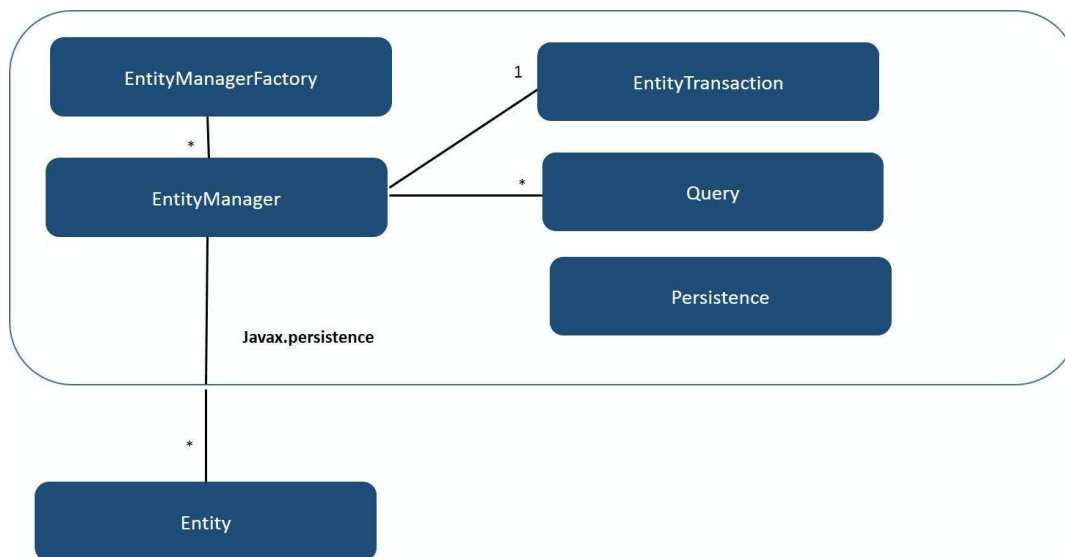 EntityManagerFactory
1
EntityTransaction
*
EntityManager
*
Query
Persistence
Javax.persistence
*
Entity